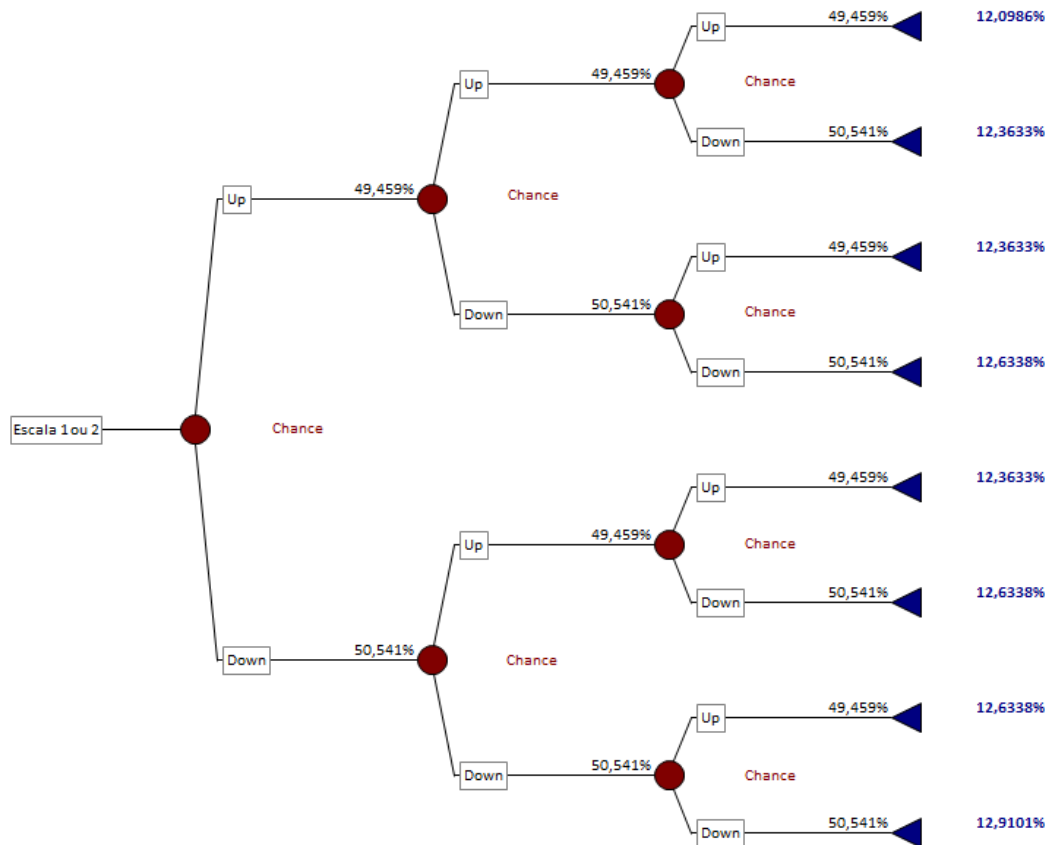 49,459%
12,0986%
Up
49,459%
Up
Chance
50,541%
12,3633%
Down
49,459%
Up
Chance
49,459%
12,3633%
Up
50,541%
Down
Chance
50,541%
12,6338%
Down
Escala 1 ou 2
Chance
49,459%
12,3633%
Up
49,459%
Up
Chance
50,541%
12,6338%
Down
50,541%
Down
Chance
49,459%
12,6338%
Up
50,541%
Down
Chance
50,541%
12,9101%
Down